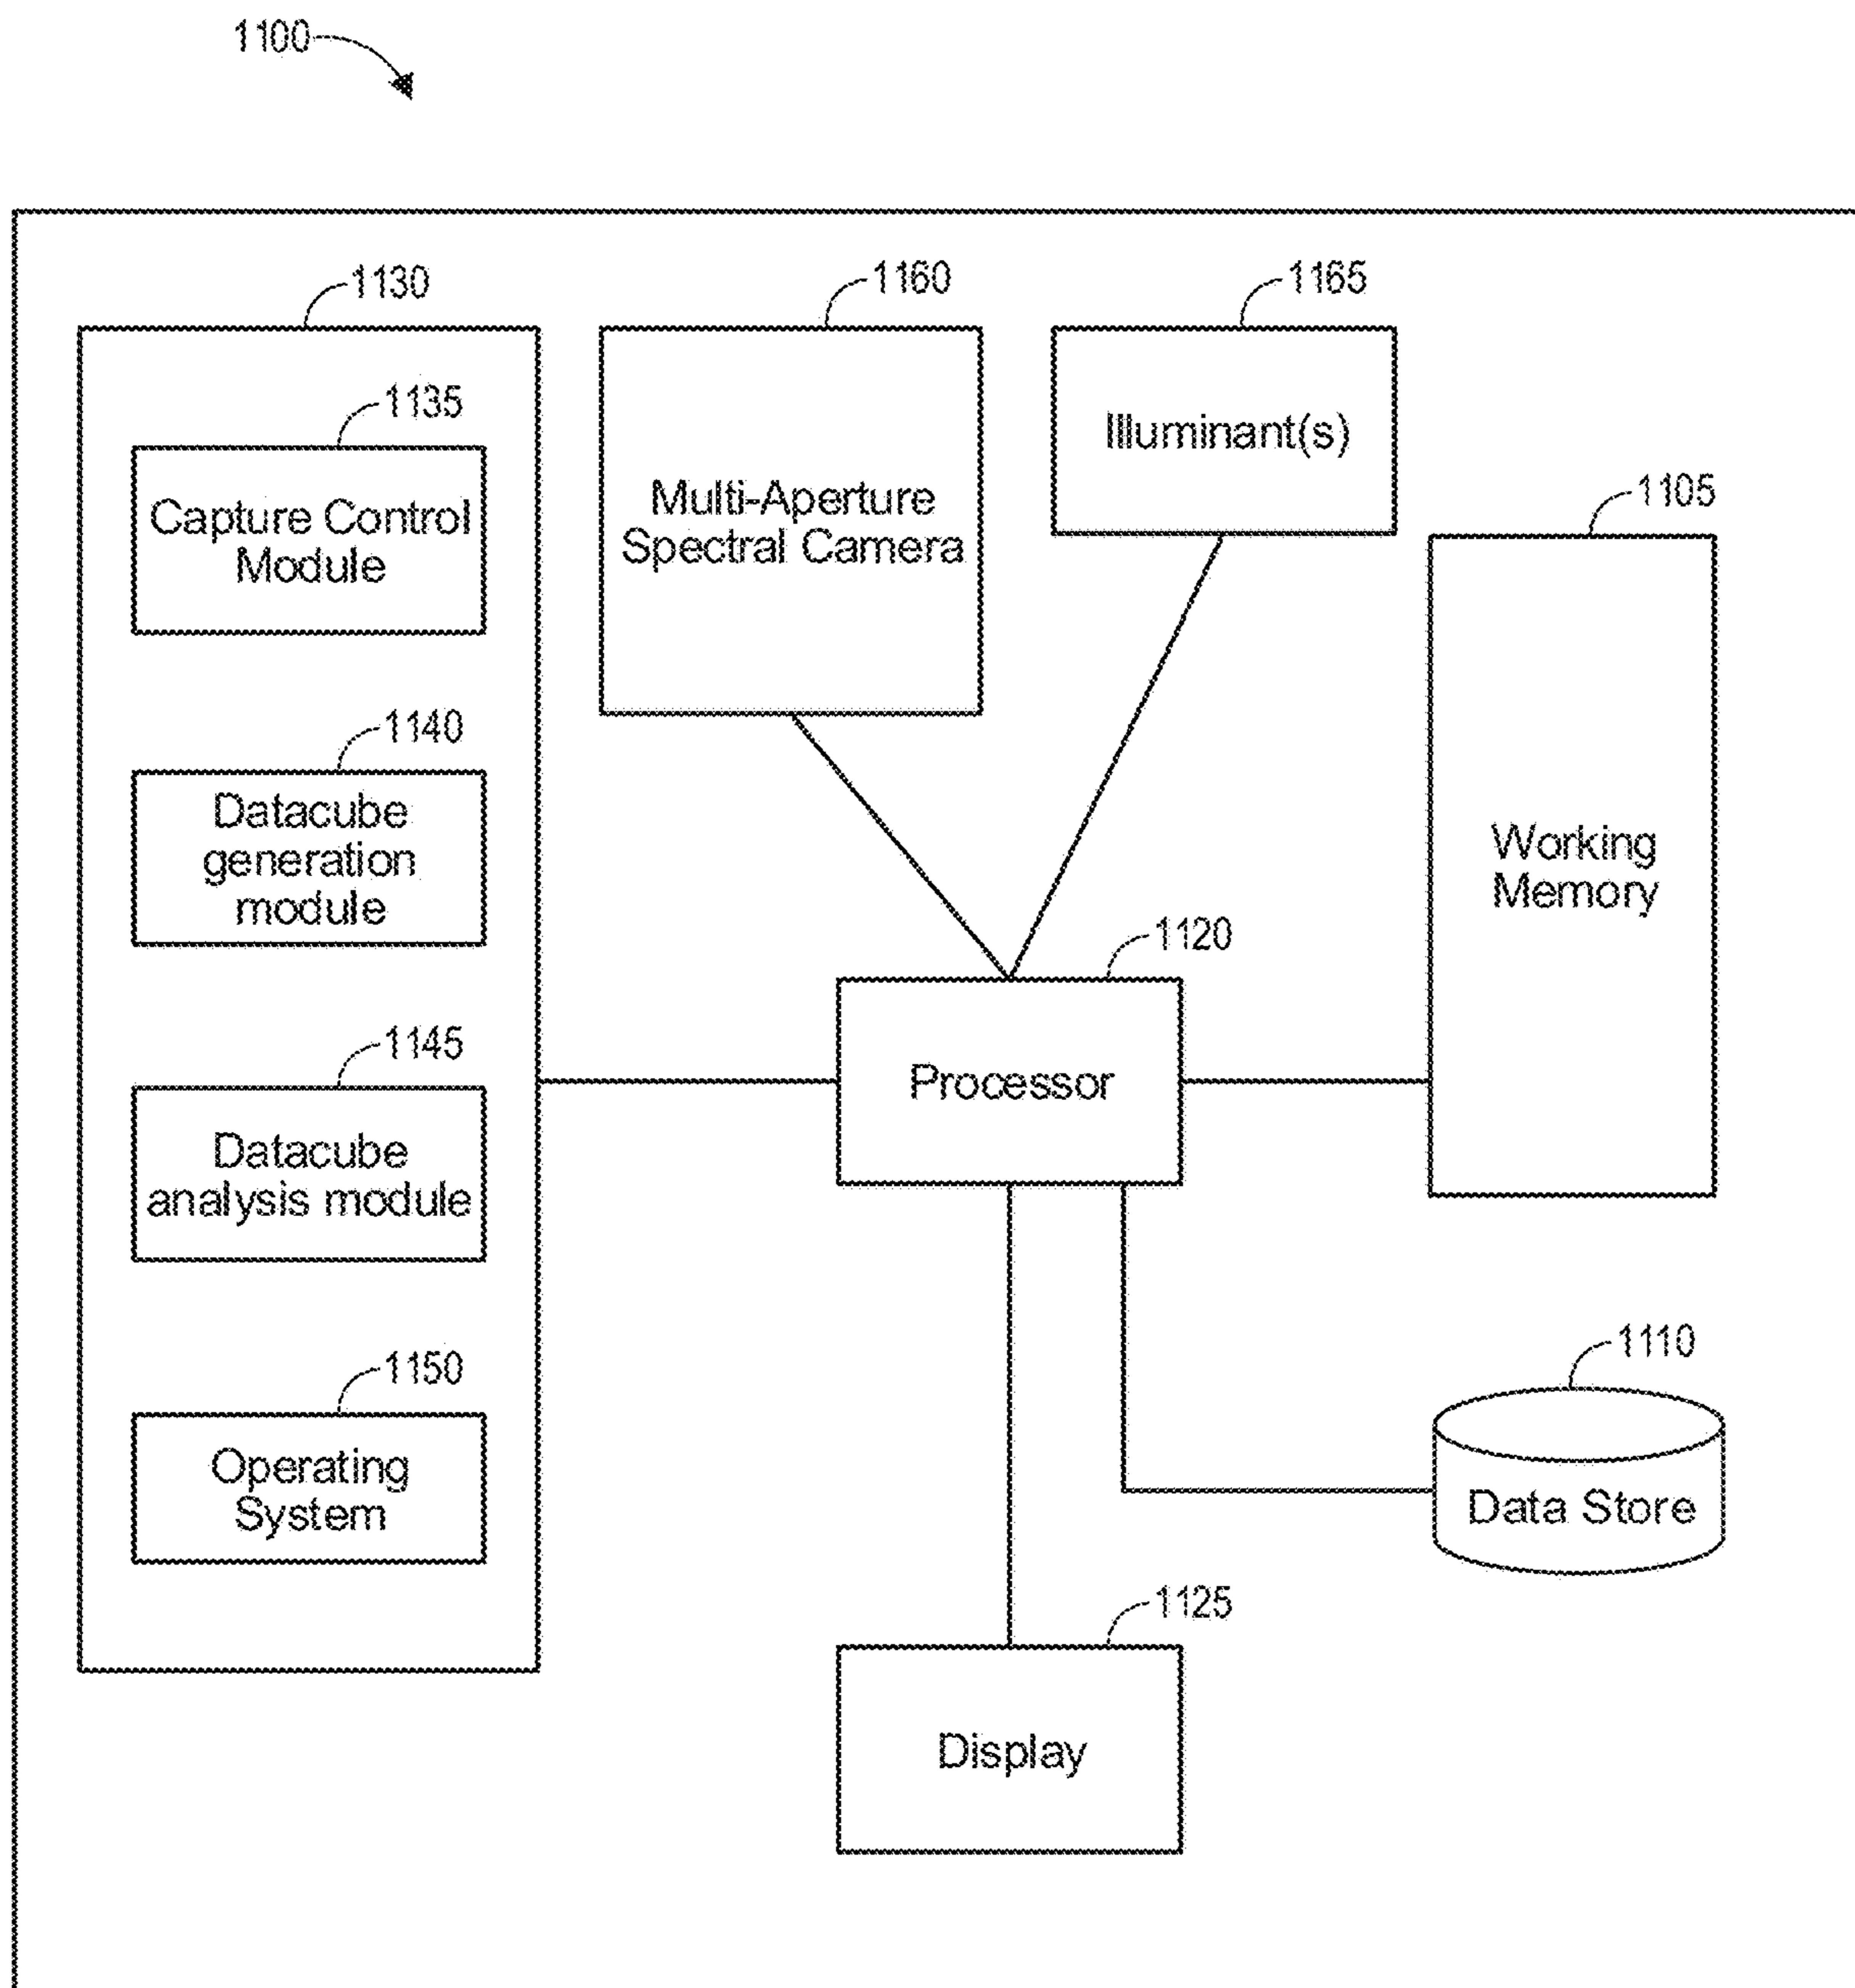 1100
1130
1160
1165
1135
Capture Control
Module
Multi-Aperture
Spectral Camera
Illuminant(s)
1105
1140
Datacube
generation
module
Working
Memory
1120
Processor
1145
Datacube
analysis module
1150
Operating
System
1110
Data Store
1125
Display